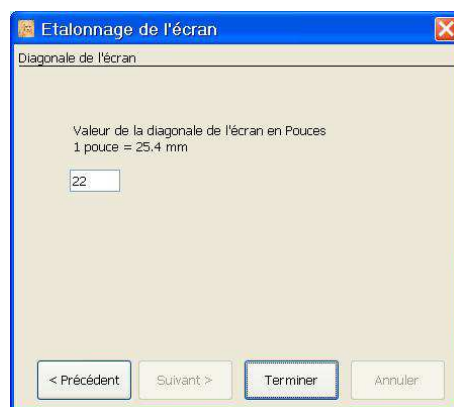 Etalonnage de l'écran
Diagonale de l'écran
Valeur de la diagonale de l'écran en Pouces
1 pouce = 25.4 mm
22
< Précédent Suivant > Terminer Annuler